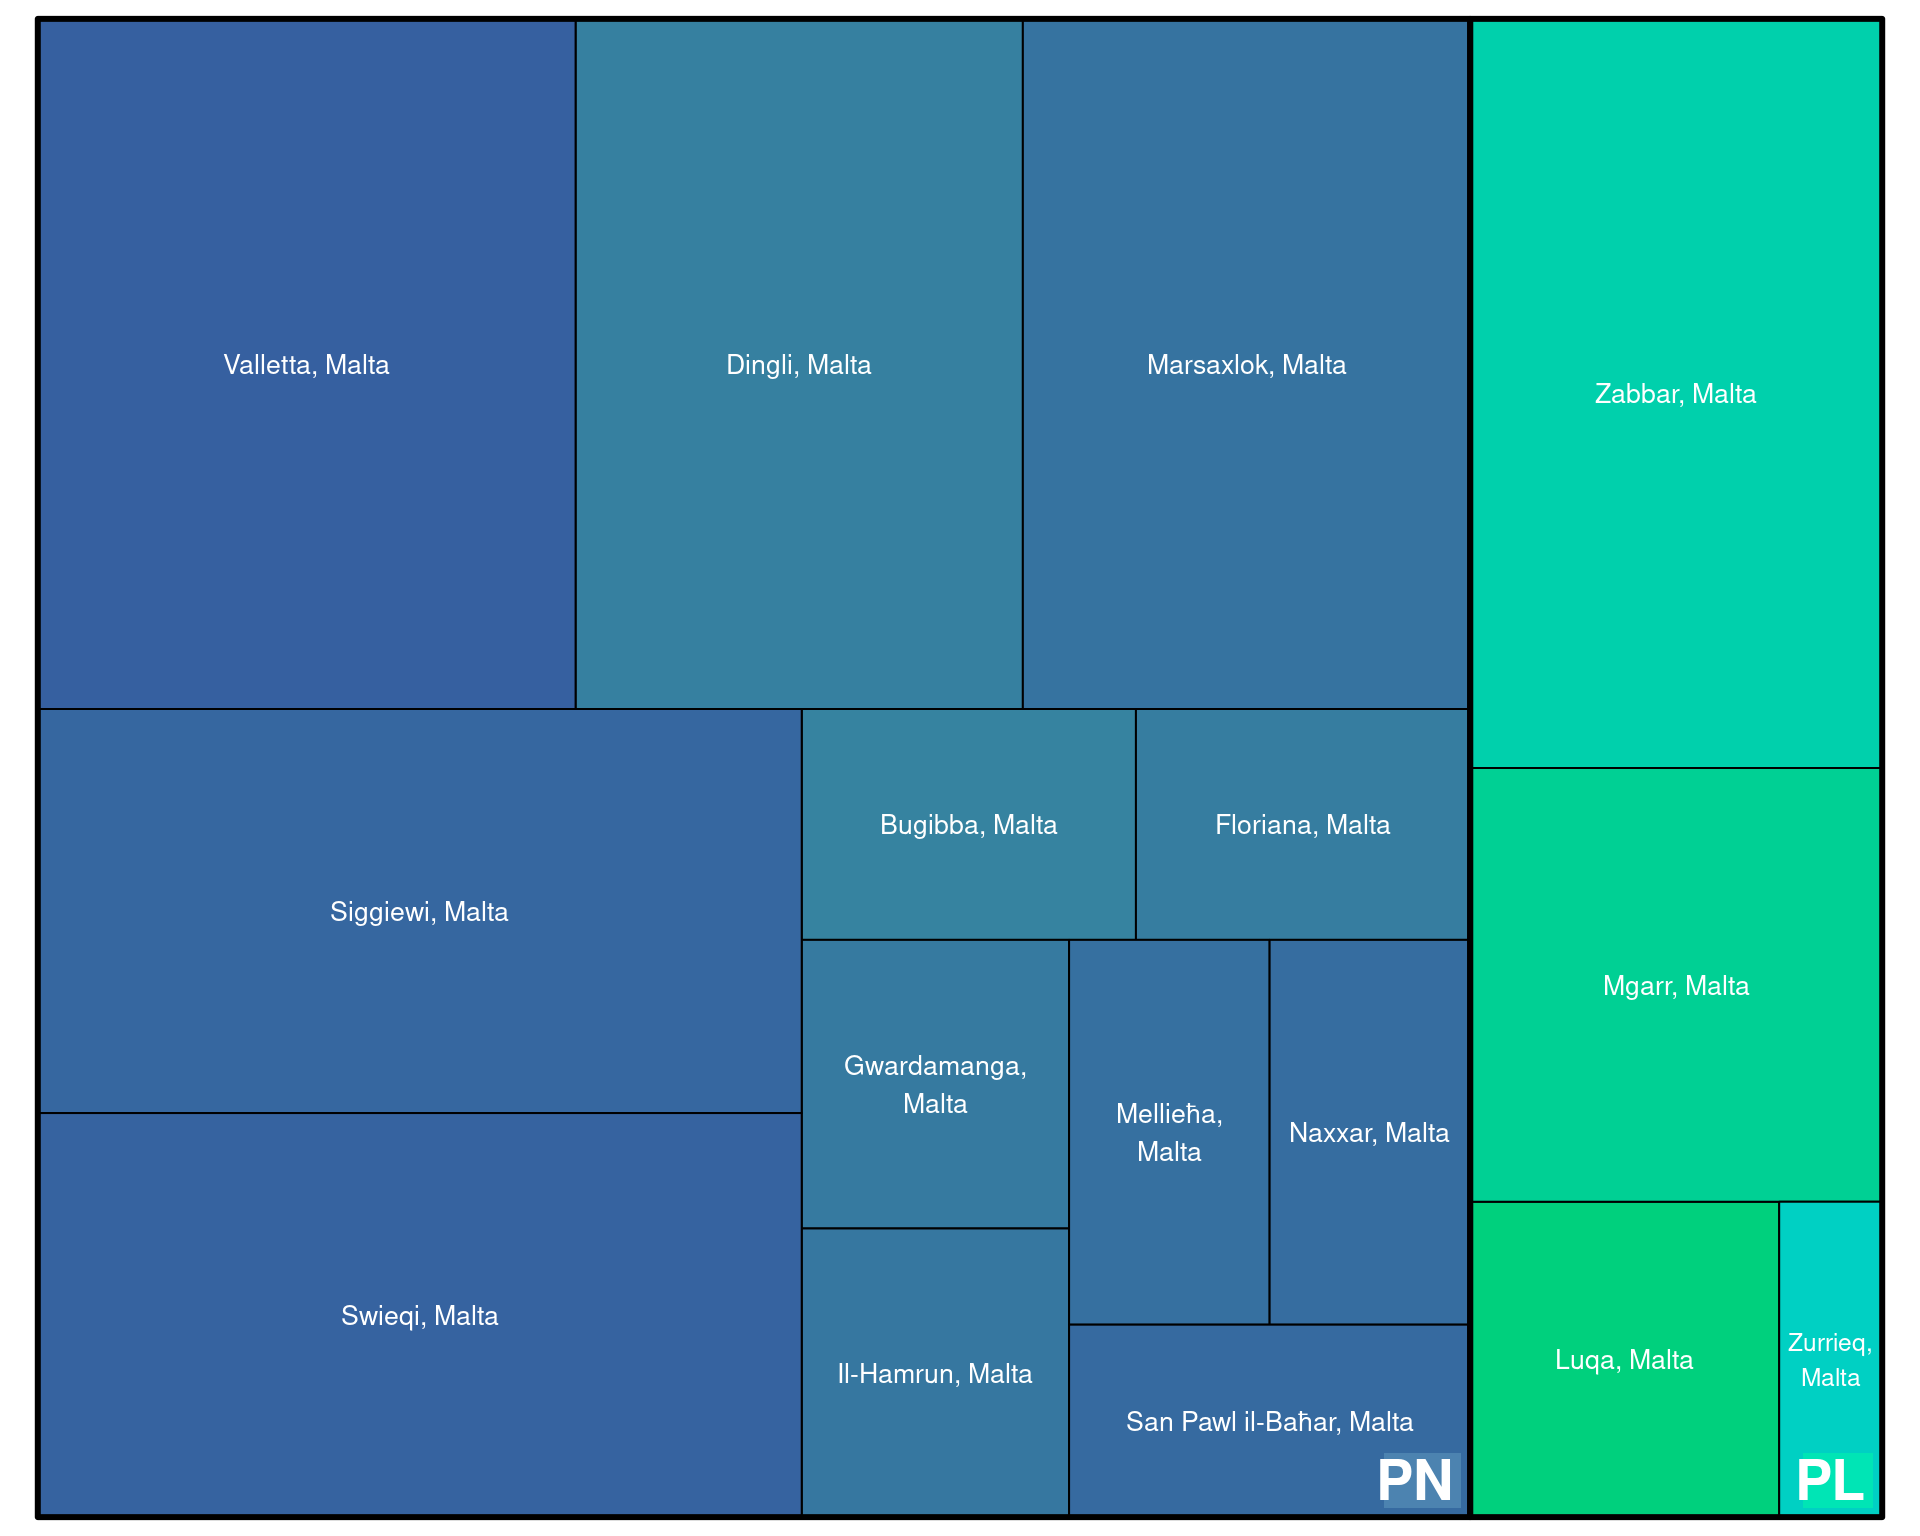 Valletta, Malta
Dingli, Malta
Marsaxlok, Malta
Zabbar, Malta
Siggiewi, Malta
Bugibba, Malta
Floriana, Malta
Mgarr, Malta
Gwardamanga,
Malta
Mellieħa,
Malta
Naxxar, Malta
Swieqi, Malta
Il-Hamrun, Malta
San Pawl il-Baħar, Malta
Luqa, Malta
Zurrieq,
Malta
PN
PL